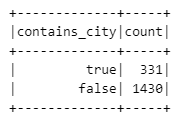 +-------------+-----+
|contains_city|count|
+-------------+-----+
|         true|  331|
|        false| 1430|
+-------------+-----+